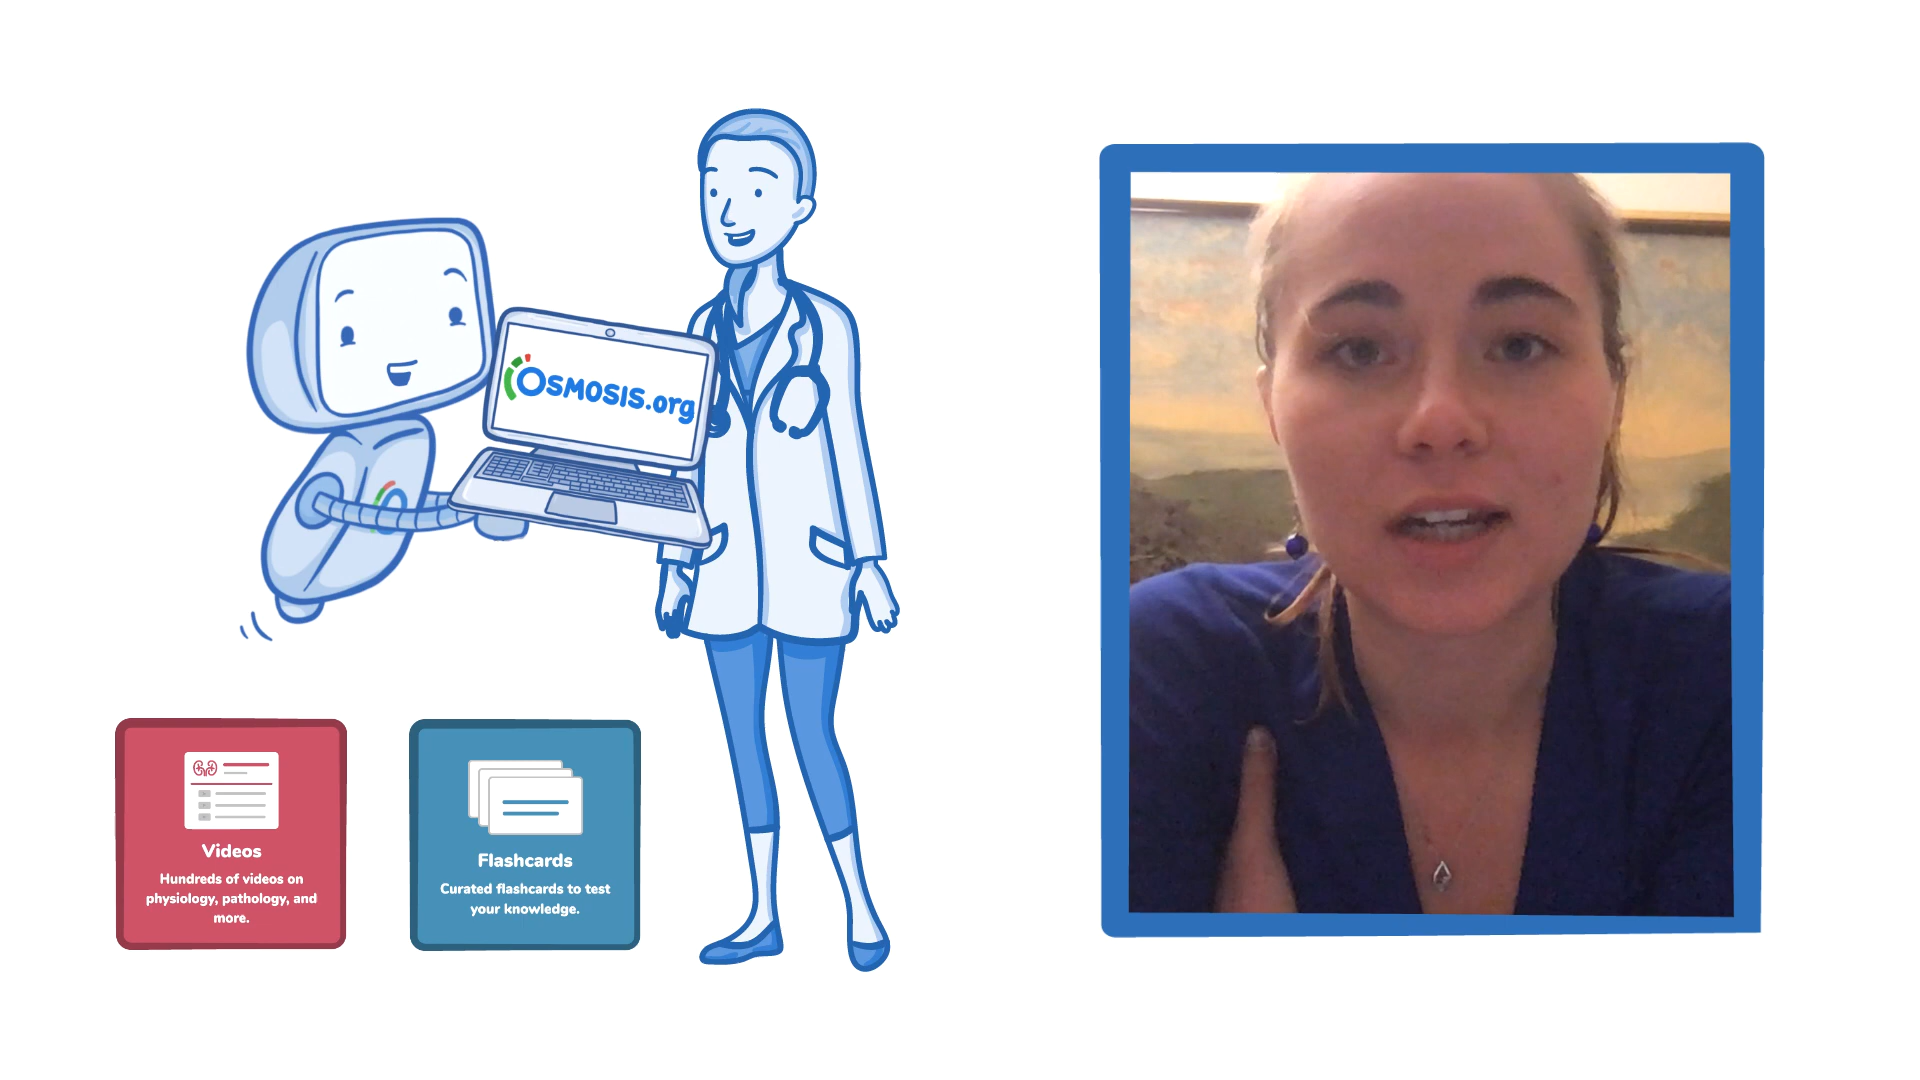 OSMOSIS.org
Videos
Hundreds of videos on
physiology, pathology, and
more.
Flashcards
Curated flashcards to test
your knowledge.